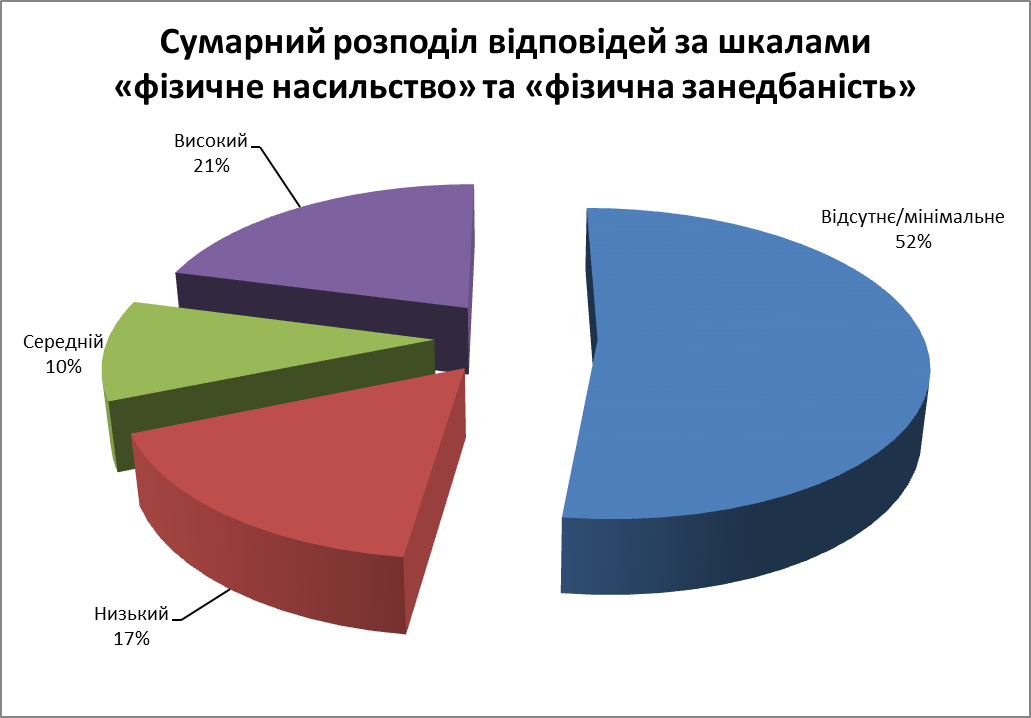 Сумарний розподіл відповідей за шкалами
«фізичне насильство» та «фізична занедбаність»
Високий
21%
Відсутнє/мінімальне
52%
Середній
10%
Низький
17%